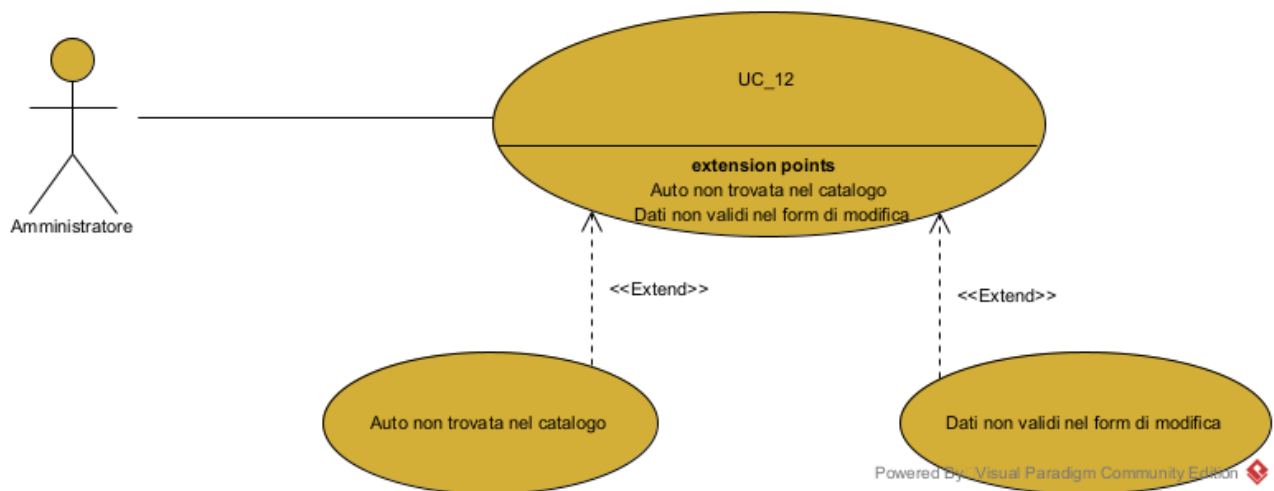 UC_12
extension points
Auto non trovata nel catalogo
Dati non validi nel form di modifica
Amministratore
<<Extend>>
<<Extend>>
Auto non trovata nel catalogo
Dati non validi nel form di modifica
Powered By: Visual Paradigm Community Edition